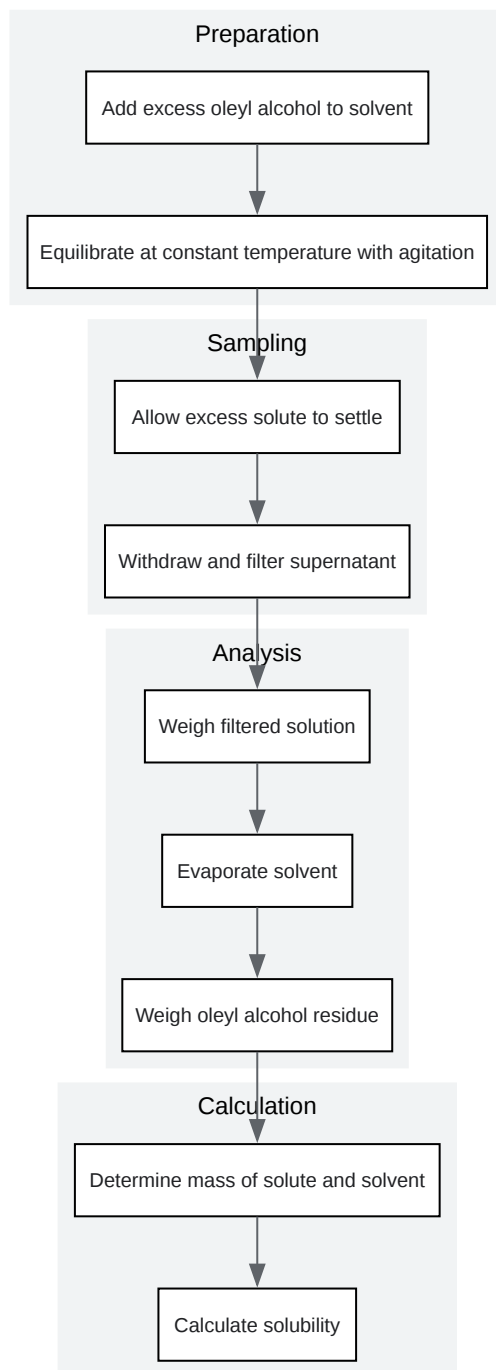 Preparation
Add excess oleyl alcohol to solvent
Equilibrate at constant temperature with agitation
Sampling
Allow excess solute to settle
Withdraw and filter supernatant
Analysis
Weigh filtered solution
Evaporate solvent
Weigh oleyl alcohol residue
Calculation
Determine mass of solute and solvent
Calculate solubility